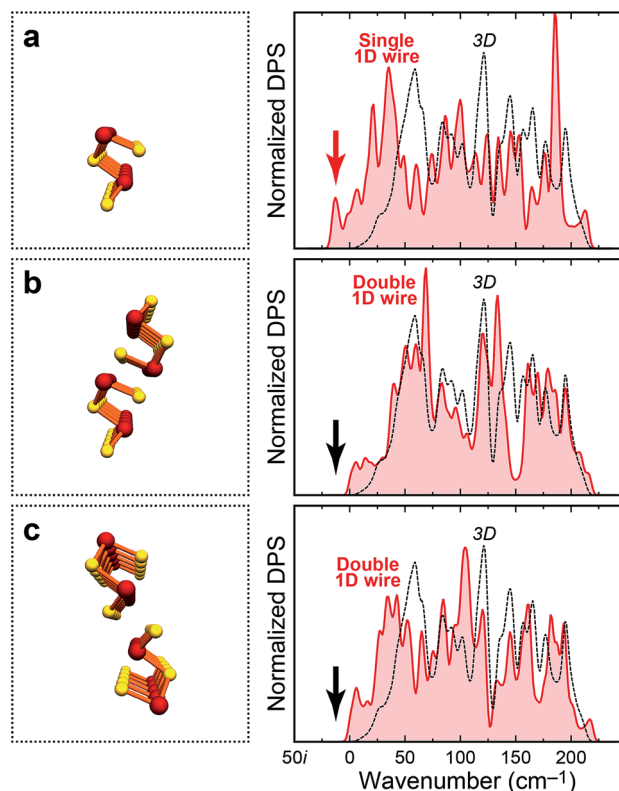 a
Normalized DPS
Single
1D wire
3D
b
Normalized DPS
Double
1D wire
3D
c
Normalized DPS
Double
1D wire
3D
50i 0 50 100 150 200
Wavenumber (cm⁻¹)